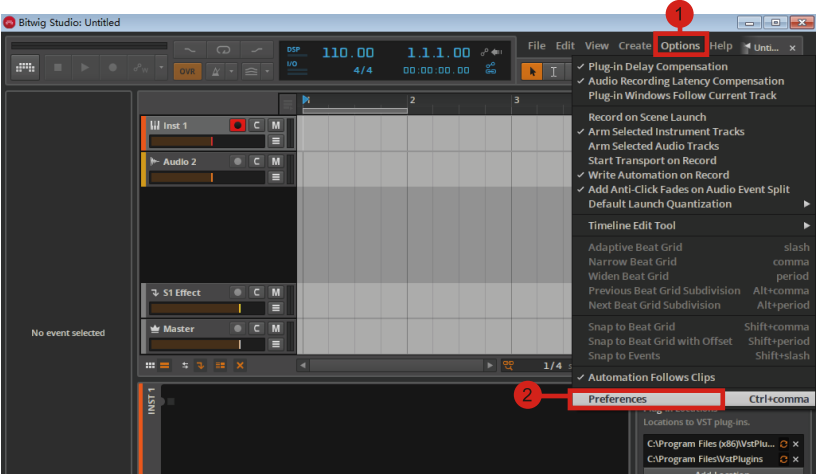 1
Bitwig Studio: Untitled
File Edit View Create Options Help Unti... x
DSP 110.00 1.1.1.00
I/O 4/4 00:00:00.00
OVR
2 3
Inst 1 C M
Audio 2 C M
S1 Effect C M
Master C M
No event selected
1/4
INST 1
Plug-in Delay Compensation
Audio Recording Latency Compensation
Plug-in Windows Follow Current Track
Record on Scene Launch
Arm Selected Instrument Tracks
Arm Selected Audio Tracks
Start Transport on Record
Write Automation on Record
Add Anti-Click Fades on Audio Event Split
Default Launch Quantization
Timeline Edit Tool
Adaptive Beat Grid slash
Narrow Beat Grid comma
Widen Beat Grid period
Previous Beat Grid Subdivision Alt+comma
Next Beat Grid Subdivision Alt+period
Snap to Beat Grid Shift+comma
Snap to Beat Grid with Offset Shift+period
Snap to Events Shift+slash
Automation Follows Clips
2
Preferences Ctrl+comma
Locations to VST plug-ins.
C:\Program Files (x86)\VstPlu... x
C:\Program Files\VstPlugins x